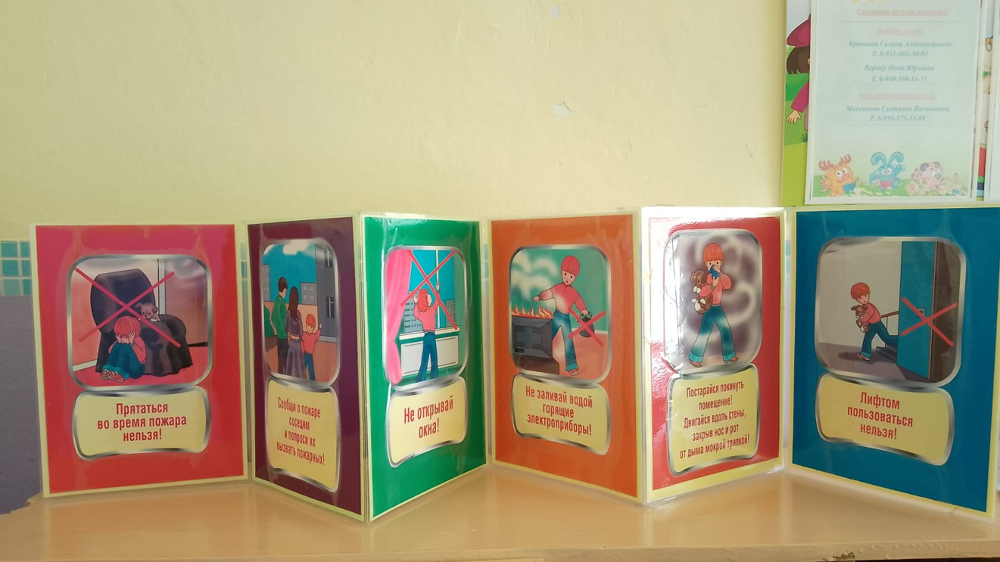 С ВАШИМИ ДЕТЬМИ РАБОТАЮТ
ВОСПИТАТЕЛИ:
Кравцова Галина Александровна
Т. 8-951-602-30-03
Вернер Нина Юрьевна
Т. 8-950-598-51-75
МЛАДШИЙ ВОСПИТАТЕЛЬ:
Максакова Светлана Васильевна
Т. 8-950-573-11-99
Прятаться
во время пожара
нельзя!
Сообщи о пожаре
соседям
и попроси их
вызвать пожарных!
Не открывай
окна!
Не заливай водой
горящие
электроприборы!
Постарайся покинуть
помещение!
Двигайся вдоль стены,
закрыв нос и рот
от дыма мокрой тряпкой!
Лифтом
пользоваться
нельзя!